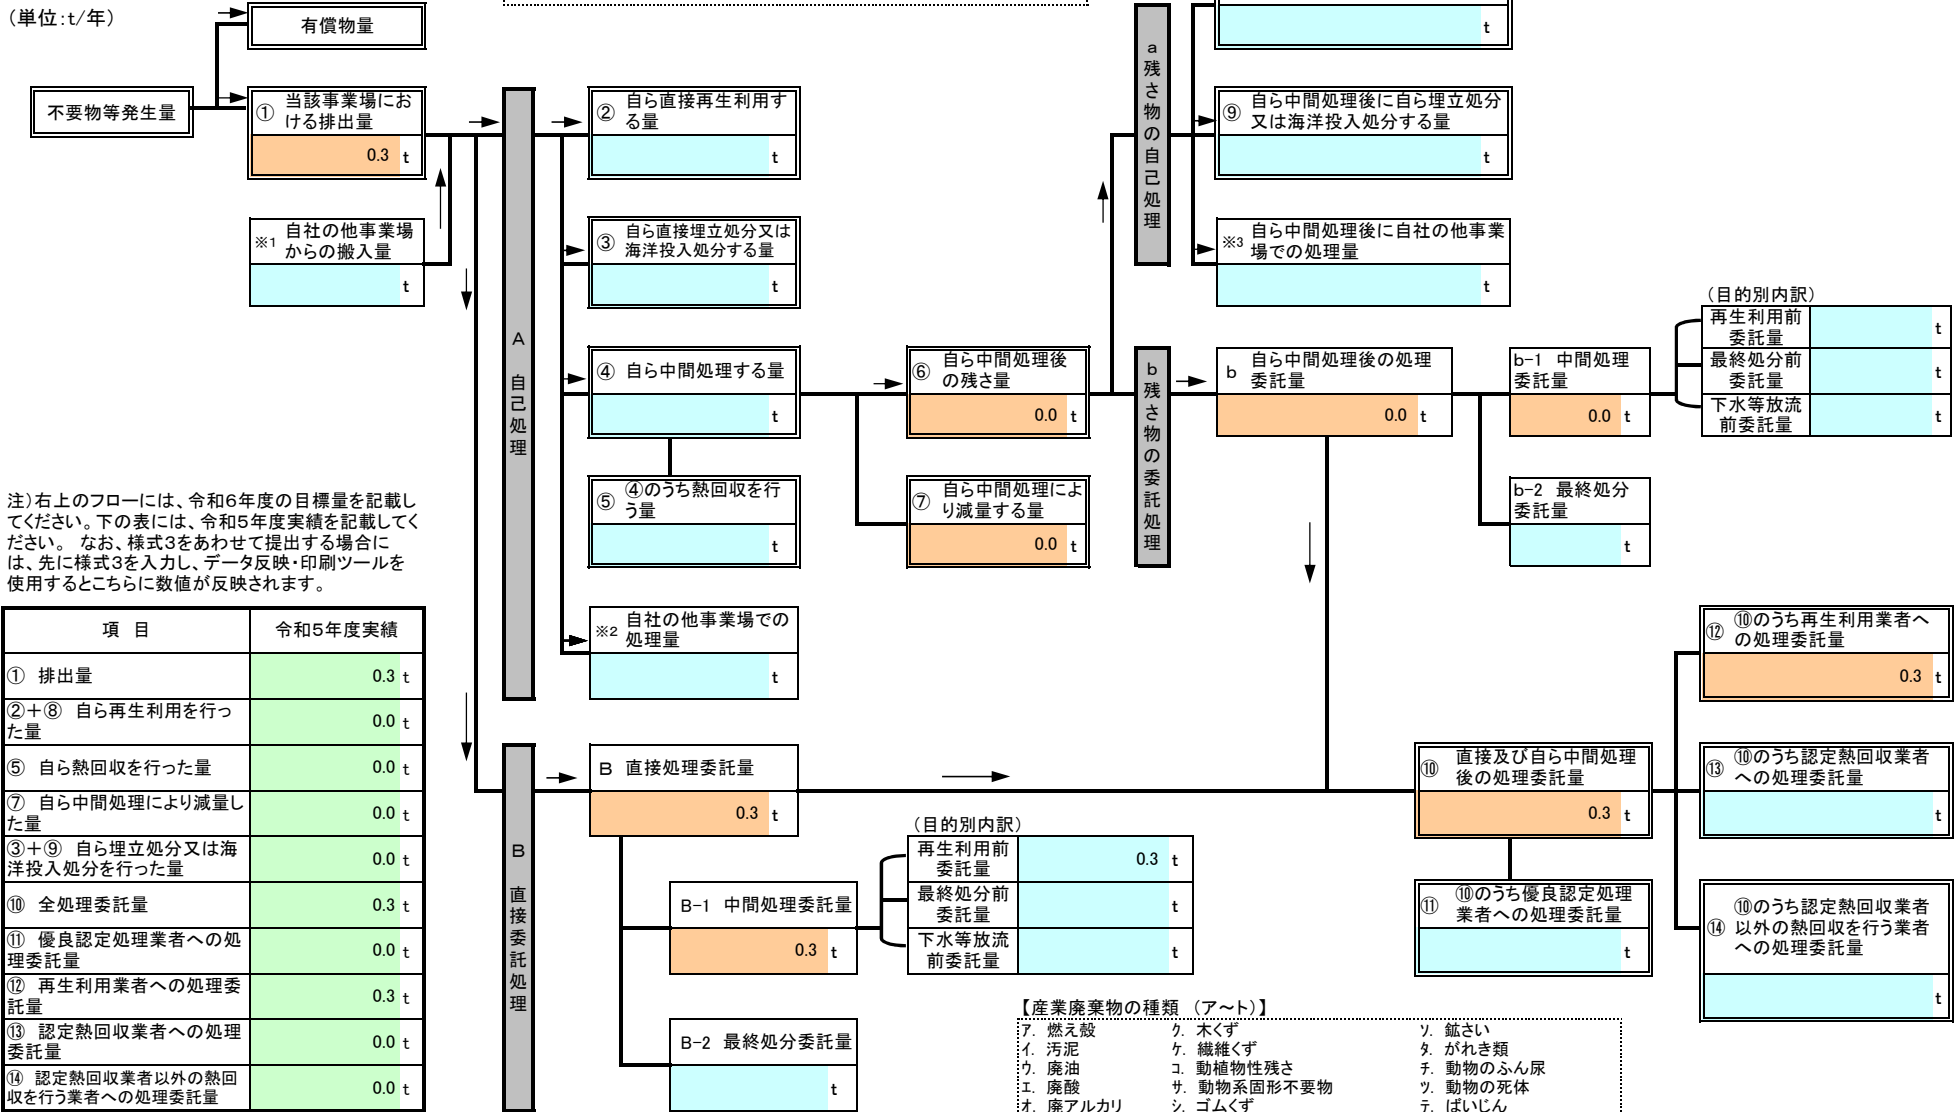 (単位:t/年)
有償物量
不要物等発生量
① 当該事業場にお
ける排出量
0.3 t
※1 自社の他事業場
からの搬入量
t
A 自己処理
② 自ら直接再生利用す
る量
t
③ 自ら直接埋立処分又は
海洋投入処分する量
t
④ 自ら中間処理する量
t
⑤ ④のうち熱回収を行
う量
t
※2 自社の他事業場での
処理量
t
⑥ 自ら中間処理後
の残さ量
0.0 t
⑦ 自ら中間処理によ
り減量する量
0.0 t
a 残さ物の自己処理
t
⑨ 自ら中間処理後に自ら埋立処分
又は海洋投入処分する量
t
※3 自ら中間処理後に自社の他事業
場での処理量
t
b 残さ物の委託処理
b 自ら中間処理後の処理
委託量
0.0 t
b-1 中間処理
委託量
0.0 t
(目的別内訳)
再生利用前
委託量
t
最終処分前
委託量
t
下水等放流
前委託量
t
b-2 最終処分
委託量
t
注)右上のフローには、令和6年度の目標量を記載し
てください。下の表には、令和5年度実績を記載してく
ださい。 なお、様式3をあわせて提出する場合に
は、先に様式3を入力し、データ反映・印刷ツールを
使用するとこちらに数値が反映されます。
項 目 令和5年度実績
① 排出量 0.3 t
②+⑧ 自ら再生利用を行っ
た量 0.0 t
⑤ 自ら熱回収を行った量 0.0 t
⑦ 自ら中間処理により減量し
た量 0.0 t
③+⑨ 自ら埋立処分又は海
洋投入処分を行った量 0.0 t
⑩ 全処理委託量 0.3 t
⑪ 優良認定処理業者への処
理委託量 0.0 t
⑫ 再生利用業者への処理委
託量 0.3 t
⑬ 認定熱回収業者への処理
委託量 0.0 t
⑭ 認定熱回収業者以外の熱回
収を行う業者への処理委託量 0.0 t
B 直接委託処理
B 直接処理委託量
0.3 t
B-1 中間処理委託量
0.3 t
(目的別内訳)
再生利用前
委託量
0.3 t
最終処分前
委託量
t
下水等放流
前委託量
t
B-2 最終処分委託量
t
⑩ 直接及び自ら中間処理
後の処理委託量
0.3 t
⑪ ⑩のうち優良認定処理
業者への処理委託量
t
⑫ ⑩のうち再生利用業者へ
の処理委託量
0.3 t
⑬ ⑩のうち認定熱回収業者
への処理委託量
t
⑭ ⑩のうち認定熱回収業者
以外の熱回収を行う業者
への処理委託量
t
【産業廃棄物の種類 (ア~ト)】
ア. 燃え殻 ク. 木くず ソ. 鉱さい
イ. 汚泥 ケ. 繊維くず タ. がれき類
ウ. 廃油 コ. 動植物性残さ チ. 動物のふん尿
エ. 廃酸 サ. 動物系固形不要物 ツ. 動物の死体
オ. 廃アルカリ シ. ゴムくず テ. ばいじん